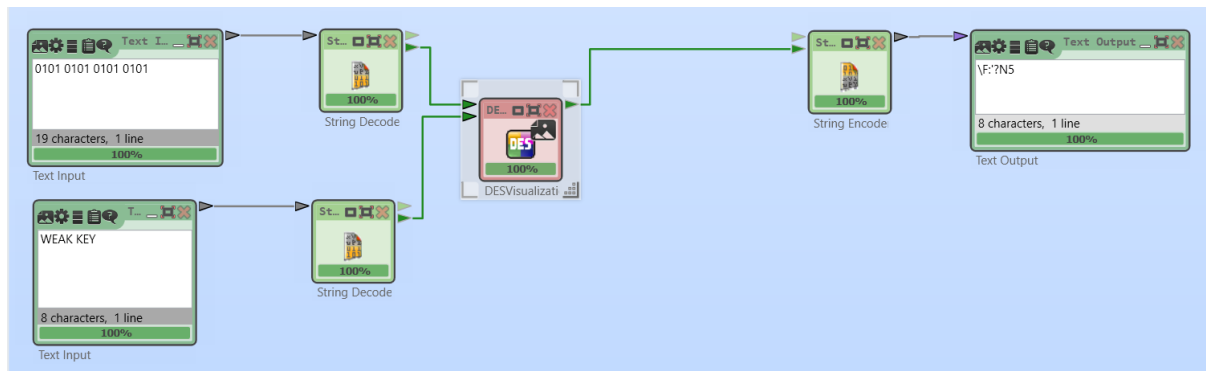 Text I...
0101 0101 0101 0101
19 characters, 1 line
100%
Text Input
St...
100%
String Decode
DE...
DES
100%
DESVisualizati
St...
100%
String Encode
Text Output
\F:'?N5
8 characters, 1 line
100%
Text Output
T...
WEAK KEY
8 characters, 1 line
100%
Text Input
St...
100%
String Decode